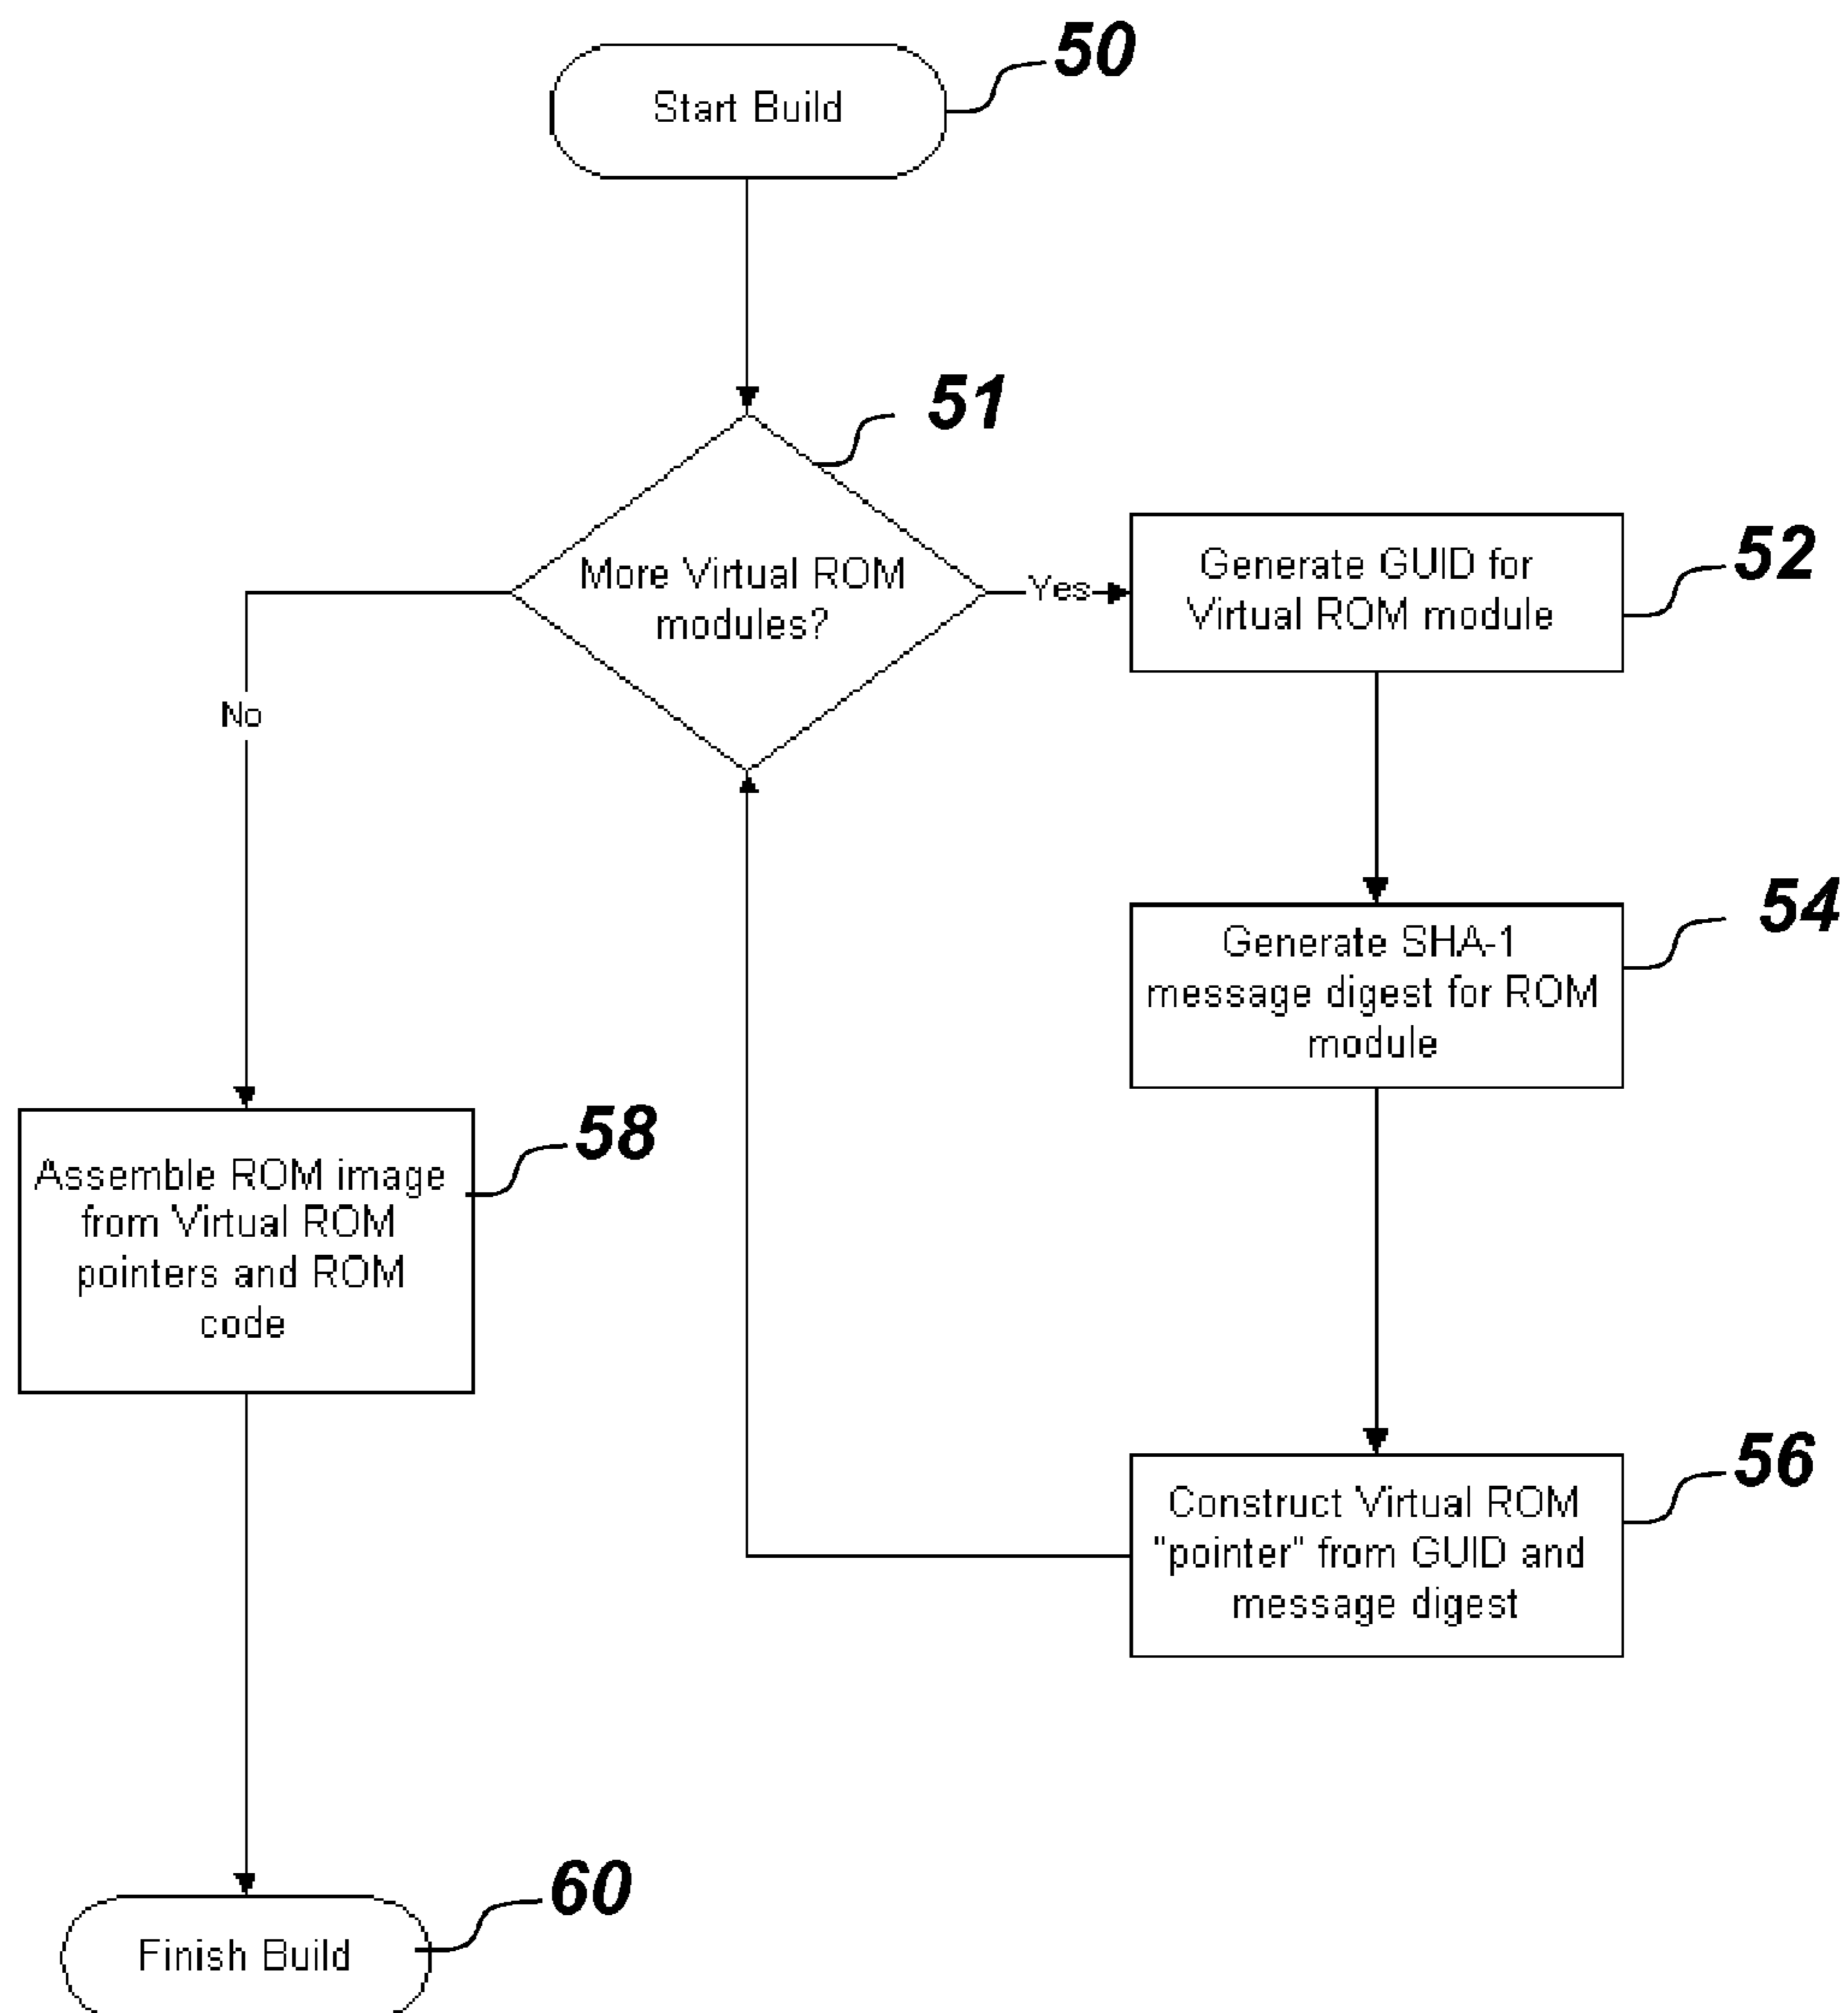 50
Start Build
51
More Virtual ROM
modules?
Yes
Generate GUID for
Virtual ROM module
52
No
Generate SHA-1
message digest for ROM
module
54
Assemble ROM image
from Virtual ROM
pointers and ROM
code
58
Construct Virtual ROM
"pointer" from GUID and
message digest
56
Finish Build
60